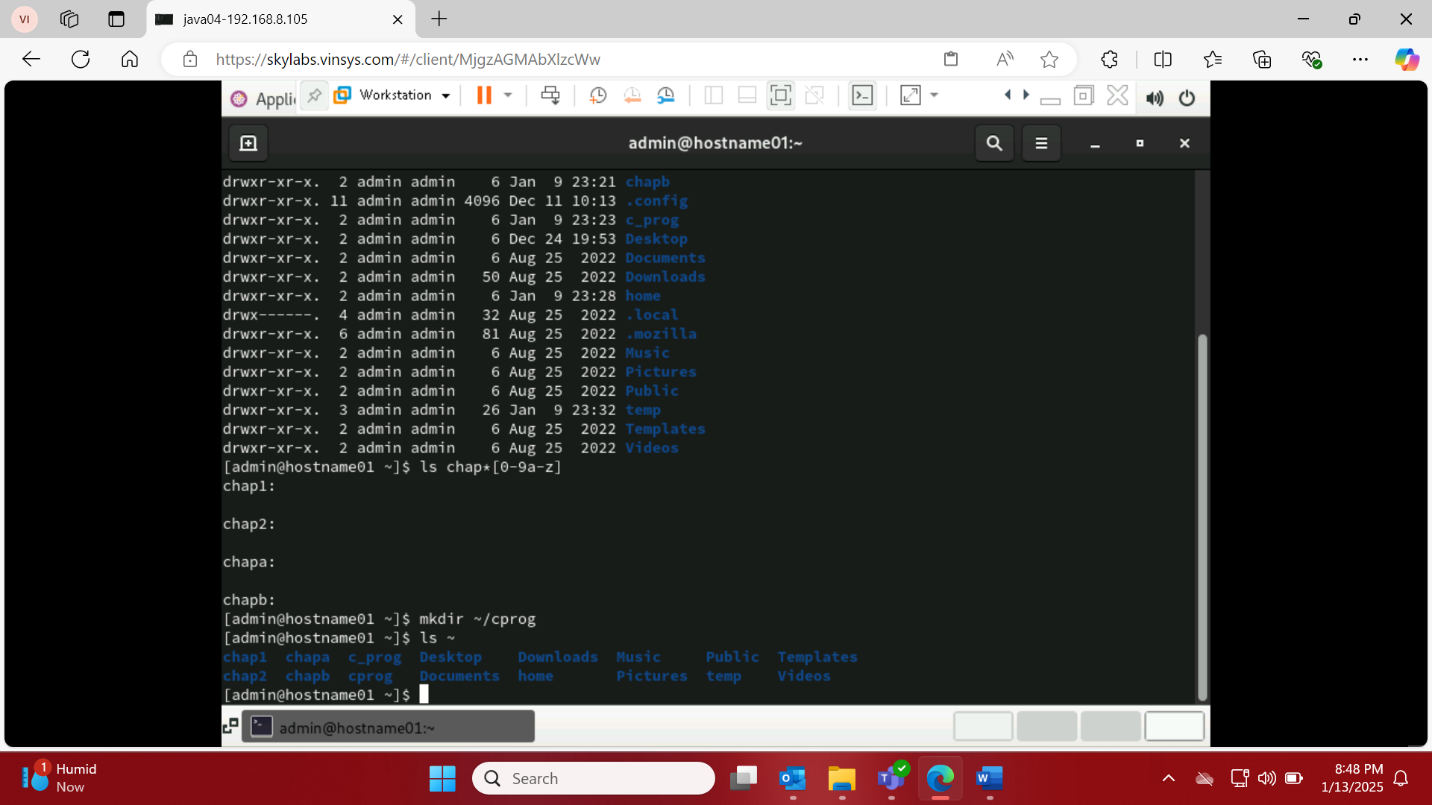 VI
java04-192.168.8.105
https://skylabs.vinsys.com/#/client/MjgzAGMAbXlzcWw
Appli
Workstation
admin@hostname01:~
drwxr-xr-x.  2 admin admin    6 Jan  9 23:21 chapb
drwxr-xr-x. 11 admin admin 4096 Dec 11 10:13 .config
drwxr-xr-x.  2 admin admin    6 Jan  9 23:23 c_prog
drwxr-xr-x.  2 admin admin    6 Dec 24 19:53 Desktop
drwxr-xr-x.  2 admin admin    6 Aug 25  2022 Documents
drwxr-xr-x.  2 admin admin   50 Aug 25  2022 Downloads
drwxr-xr-x.  2 admin admin    6 Jan  9 23:28 home
drwx------.  4 admin admin   32 Aug 25  2022 .local
drwxr-xr-x.  6 admin admin   81 Aug 25  2022 .mozilla
drwxr-xr-x.  2 admin admin    6 Aug 25  2022 Music
drwxr-xr-x.  2 admin admin    6 Aug 25  2022 Pictures
drwxr-xr-x.  2 admin admin    6 Aug 25  2022 Public
drwxr-xr-x.  3 admin admin   26 Jan  9 23:32 temp
drwxr-xr-x.  2 admin admin    6 Aug 25  2022 Templates
drwxr-xr-x.  2 admin admin    6 Aug 25  2022 Videos
[admin@hostname01 ~]$ ls chap*[0-9a-z]
chap1:
chap2:
chapa:
chapb:
[admin@hostname01 ~]$ mkdir ~/cprog
[admin@hostname01 ~]$ ls ~
chap1  chapa  c_prog  Desktop    Downloads  Music     Public  Templates
chap2  chapb  cprog   Documents  home       Pictures  temp    Videos
[admin@hostname01 ~]$
admin@hostname01:~
1
Humid
Now
Search
8:48 PM
1/13/2025